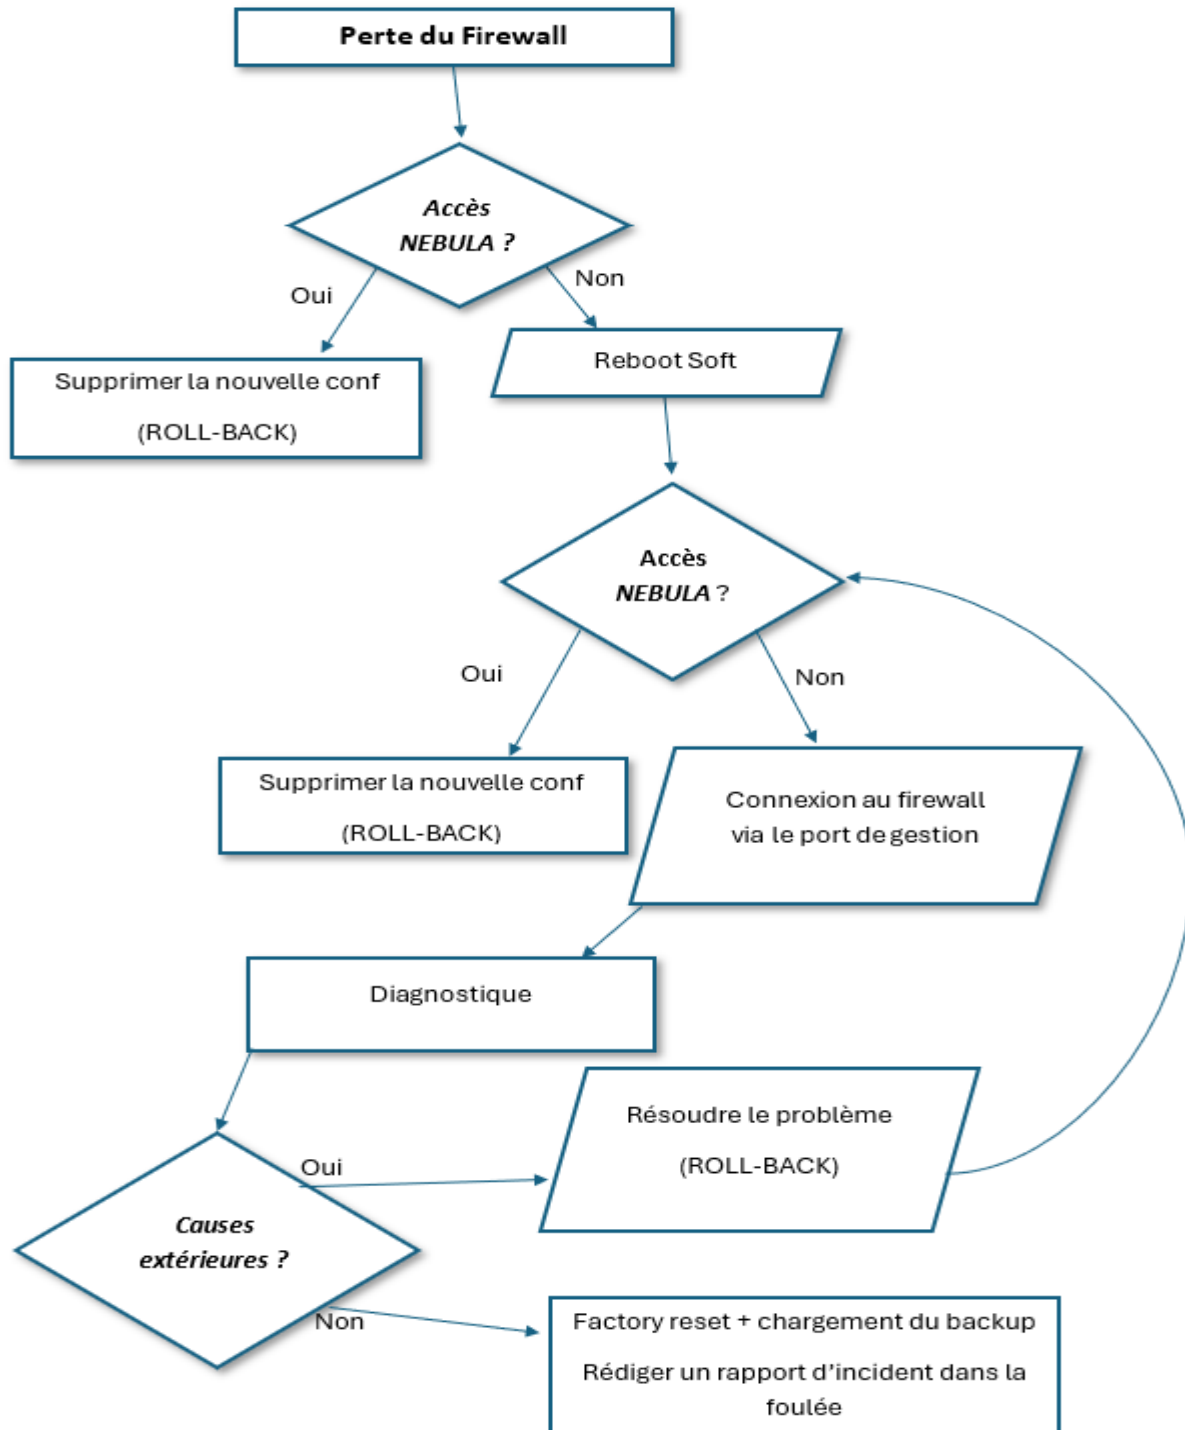 Perte du Firewall
Accès
NEBULA ?
Oui
Non
Supprimer la nouvelle conf
(ROLL-BACK)
Reboot Soft
Accès
NEBULA ?
Oui
Non
Supprimer la nouvelle conf
(ROLL-BACK)
Connexion au firewall
via le port de gestion
Diagnostique
Causes
extérieures ?
Oui
Résoudre le problème
(ROLL-BACK)
Non
Factory reset + chargement du backup
Rédiger un rapport d’incident dans la
foulée